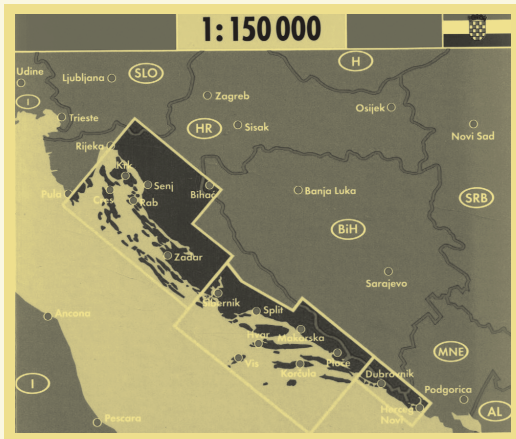 1: 150 000
H
Udine
Ljubljana
SLO
I
Trieste
Zagreb
Osijek
HR
Sisak
Novi Sad
Rijeka
Krk
Senj
Pula
Cres
Rab
Bihać
Banja Luka
SRB
BiH
Zadar
Sarajevo
Šibernik
Ancona
Split
Makarska
Hvar
MNE
Vis
Korčula
Ploče
Dubrovnik
I
Podgorica
Herceg
Novi
AL
Pescara